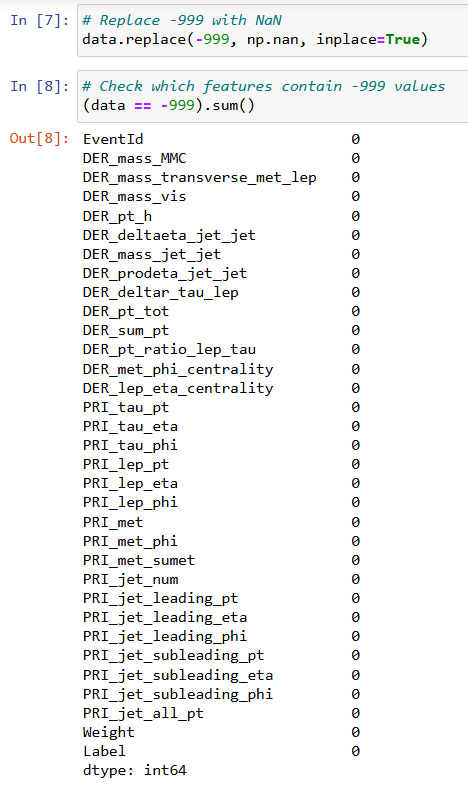 In [7]: # Replace -999 with NaN
data.replace(-999, np.nan, inplace=True)
In [8]: # Check which features contain -999 values
(data == -999).sum()
Out[8]: EventId 0
DER_mass_MMC 0
DER_mass_transverse_met_lep 0
DER_mass_vis 0
DER_pt_h 0
DER_deltaeta_jet_jet 0
DER_mass_jet_jet 0
DER_prodeta_jet_jet 0
DER_deltar_tau_lep 0
DER_pt_tot 0
DER_sum_pt 0
DER_pt_ratio_lep_tau 0
DER_met_phi_centrality 0
DER_lep_eta_centrality 0
PRI_tau_pt 0
PRI_tau_eta 0
PRI_tau_phi 0
PRI_lep_pt 0
PRI_lep_eta 0
PRI_lep_phi 0
PRI_met 0
PRI_met_phi 0
PRI_met_sumet 0
PRI_jet_num 0
PRI_jet_leading_pt 0
PRI_jet_leading_eta 0
PRI_jet_leading_phi 0
PRI_jet_subleading_pt 0
PRI_jet_subleading_eta 0
PRI_jet_subleading_phi 0
PRI_jet_all_pt 0
Weight 0
Label 0
dtype: int64